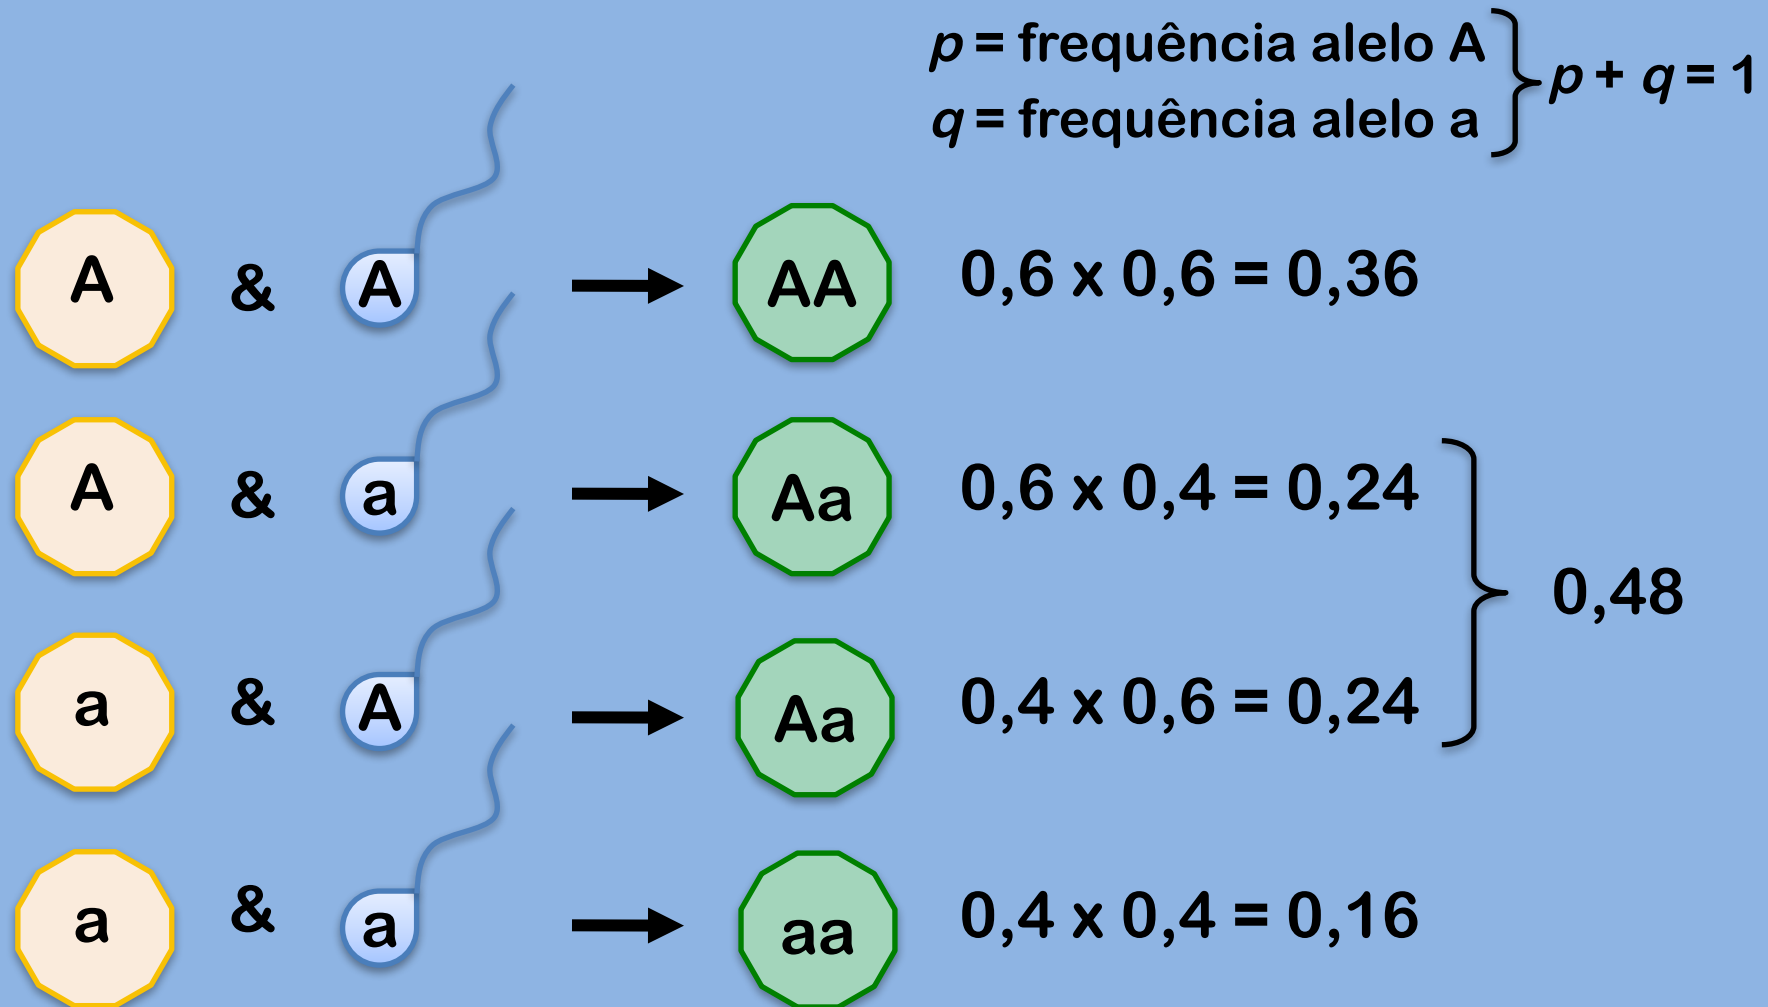 p = frequência alelo A
q = frequência alelo a
p + q = 1
A & A AA 0,6 x 0,6 = 0,36
A & a Aa 0,6 x 0,4 = 0,24
0,48
a & A Aa 0,4 x 0,6 = 0,24
a & a aa 0,4 x 0,4 = 0,16